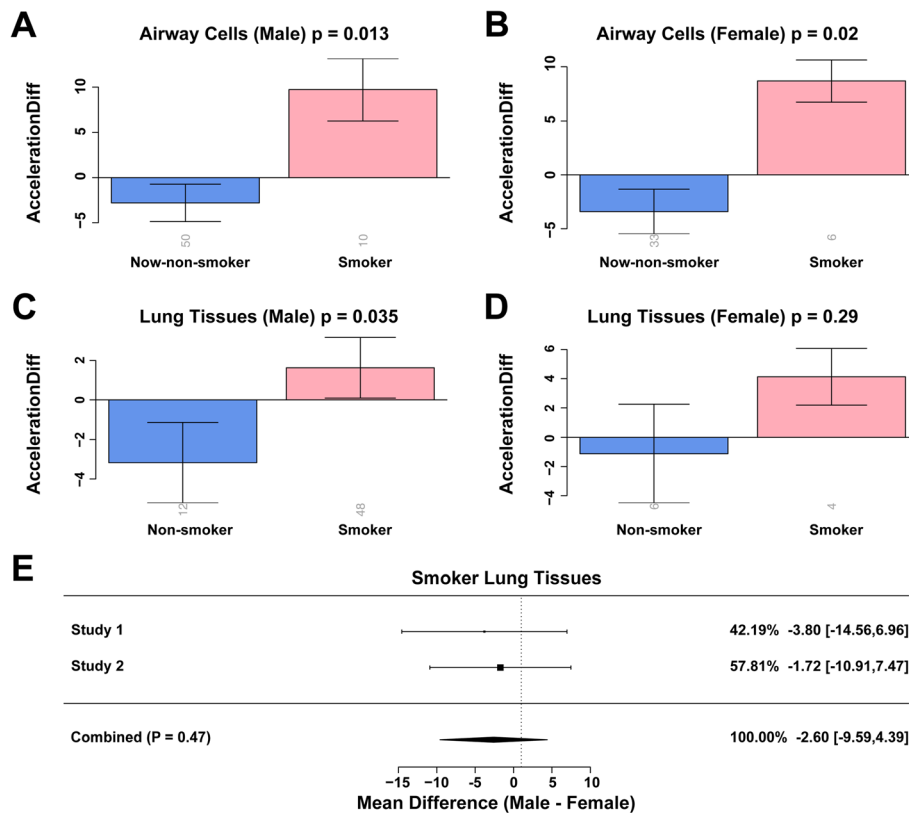 A
Airway Cells (Male) p = 0.013
AccelerationDiff
10
5
0
−5
50
10
Now-non-smoker
Smoker
B
Airway Cells (Female) p = 0.02
AccelerationDiff
10
5
0
−5
33
6
Now-non-smoker
Smoker
C
Lung Tissues (Male) p = 0.035
AccelerationDiff
2
0
−2
−4
12
48
Non-smoker
Smoker
D
Lung Tissues (Female) p = 0.29
AccelerationDiff
6
4
2
0
−2
−4
6
4
Non-smoker
Smoker
E
Smoker Lung Tissues
Study 1 42.19% -3.80 [-14.56,6.96]
Study 2 57.81% -1.72 [-10.91,7.47]
Combined (P = 0.47) 100.00% -2.60 [-9.59,4.39]
−15 −10 −5 0 5 10
Mean Difference (Male - Female)